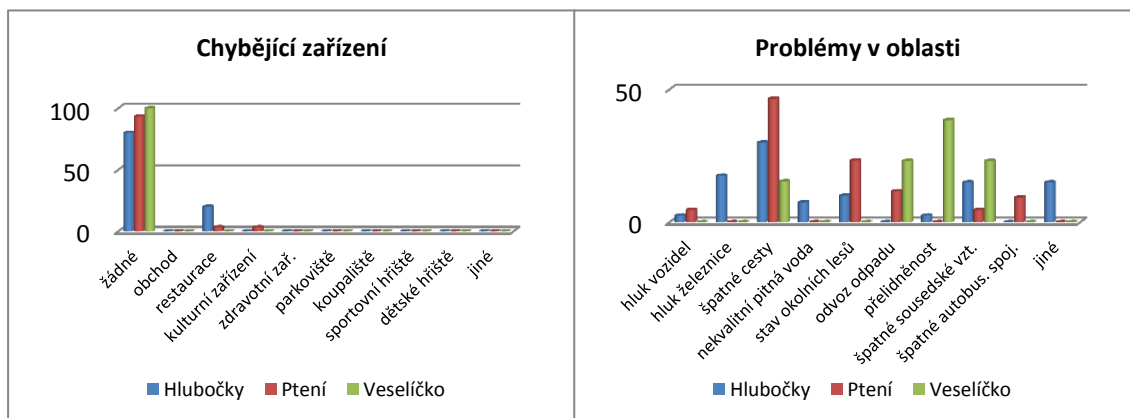 Chybějící zařízení
100
50
0
žádné
obchod
restaurace
kulturní zařízení
zdravotní zař.
parkoviště
koupaliště
sportovní hřiště
dětské hřiště
jiné
Hlubočky Ptení Veselíčko
Problémy v oblasti
50
0
hluk vozidel
hluk železnice
špatné cesty
nekvalitní pitná voda
stav okolních lesů
odvoz odpadu
přelidněnost
špatné sousedské vzt.
špatné autobus. spoj.
jiné
Hlubočky Ptení Veselíčko